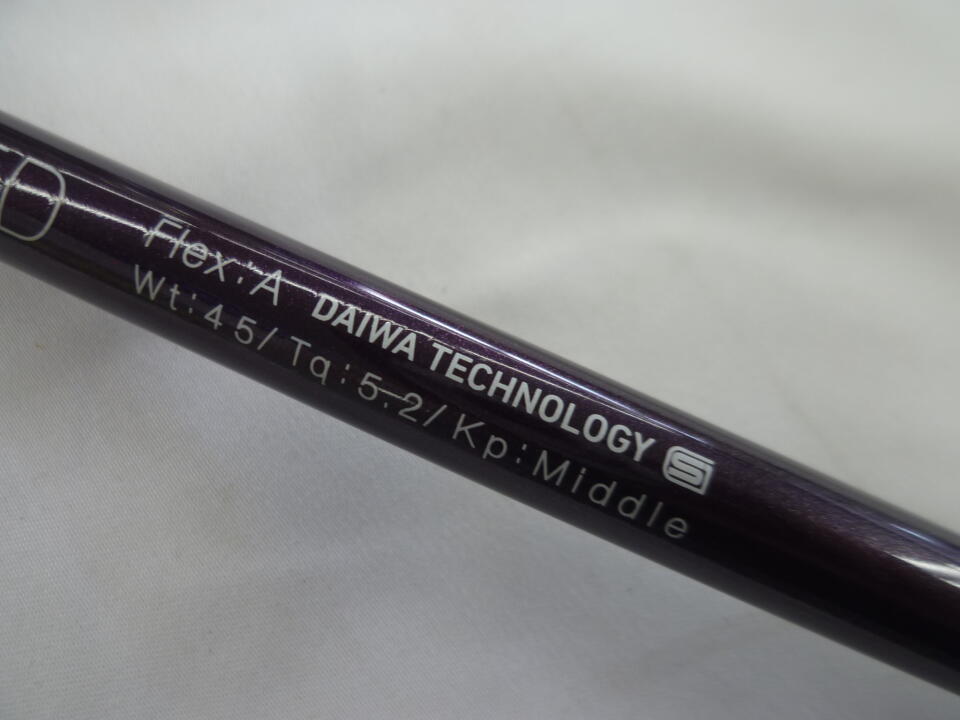 D
Flex:A
DAIWA TECHNOLOGY
Wt:45/Tq:5.2/Kp:Middle